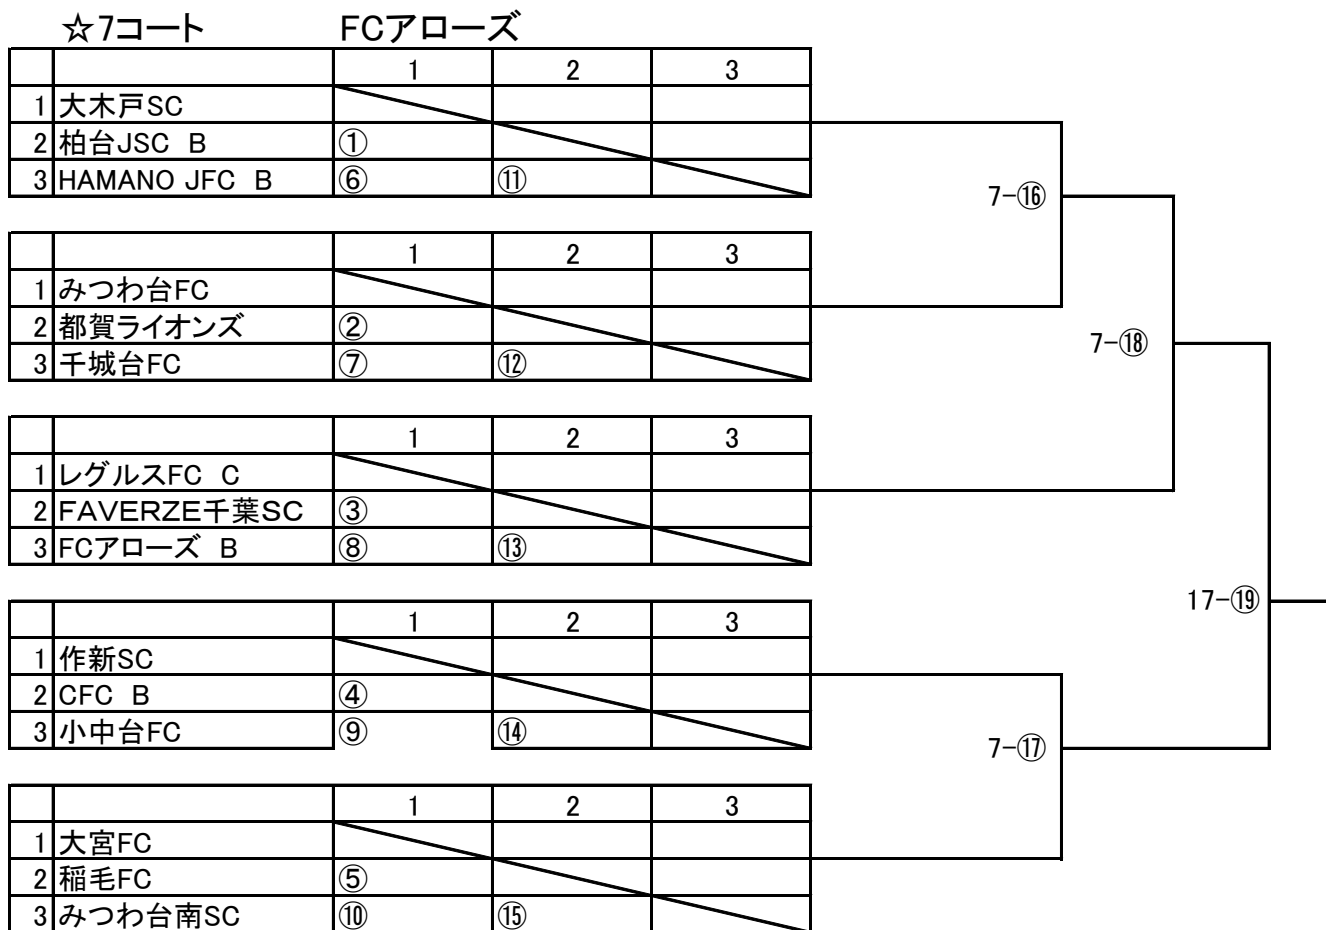 ☆7コート FCアローズ
1 2 3
1 大木戸SC
2 柏台JSC B ①
3 HAMANO JFC B ⑥ ⑪
7-⑯
1 2 3
1 みつわ台FC
2 都賀ライオンズ ②
3 千城台FC ⑦ ⑫
7-⑱
1 2 3
1 レグルスFC C
2 FAVERZE千葉SC ③
3 FCアローズ B ⑧ ⑬
17-⑲
1 2 3
1 作新SC
2 CFC B ④
3 小中台FC ⑨ ⑭
7-⑰
1 2 3
1 大宮FC
2 稲毛FC ⑤
3 みつわ台南SC ⑩ ⑮